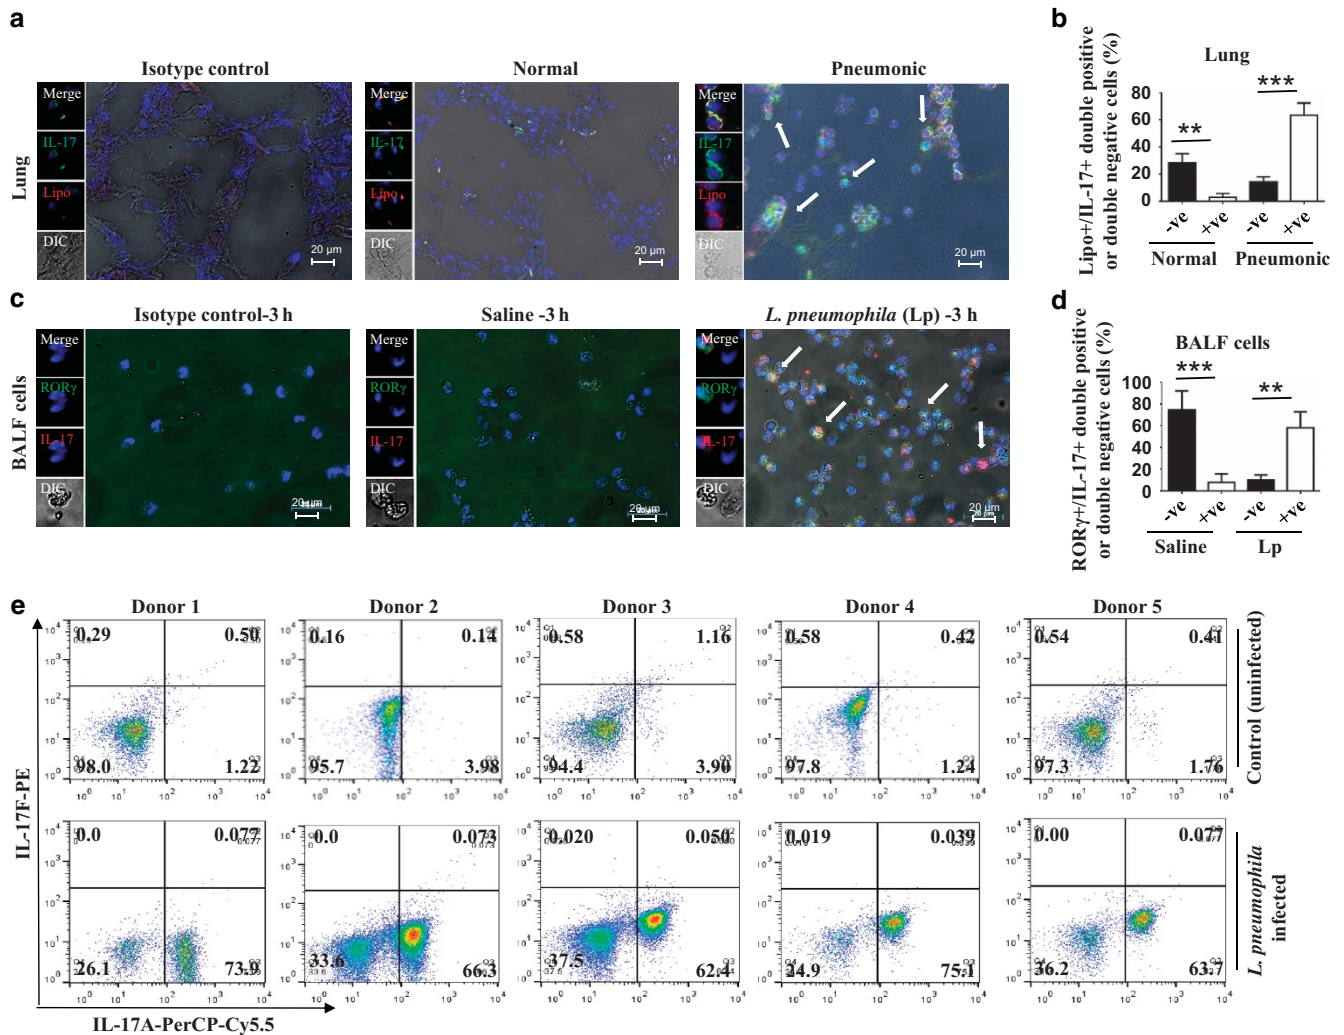 a
Isotype control
Normal
Pneumonic
Lung
Merge
IL-17
Lipo
DIC
20 µm
Merge
IL-17
Lipo
DIC
20 µm
Merge
IL-17
Lipo
DIC
20 µm
b
Lung
Lipo+/IL-17+ double positive
or double negative cells (%)
80
60
40
20
0
**
***
-ve
+ve
-ve
+ve
Normal
Pneumonic
c
Isotype control-3 h
Saline -3 h
L. pneumophila (Lp) -3 h
BALF cells
Merge
RORγ
IL-17
DIC
20 µm
Merge
RORγ
IL-17
DIC
20 µm
Merge
RORγ
IL-17
DIC
20 µm
d
BALF cells
RORγ+/IL-17+ double positive
or double negative cells (%)
100
80
60
40
20
0
***
**
-ve
+ve
-ve
+ve
Saline
Lp
e
Donor 1
Donor 2
Donor 3
Donor 4
Donor 5
0.29
0.50
98.0
1.22
0.16
0.14
95.7
3.98
0.58
1.16
94.4
3.90
0.58
0.42
97.8
1.24
0.54
0.41
97.3
1.76
Control (uninfected)
0.0
0.077
26.1
73.9
0.0
0.073
33.6
66.3
0.020
0.050
37.5
62.4
0.019
0.039
24.9
75.1
0.00
0.077
36.2
63.7
L. pneumophila
infected
10⁰ 10¹ 10² 10³ 10⁴
IL-17F-PE
IL-17A-PerCP-Cy5.5